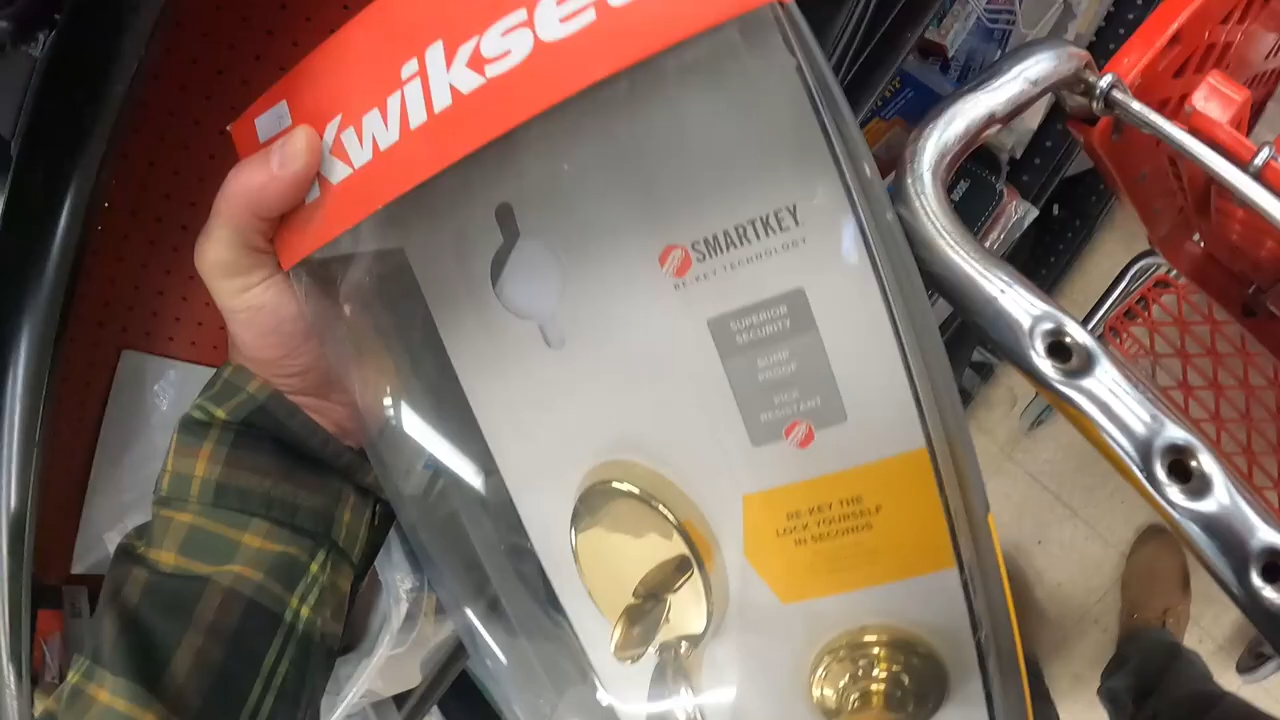 Kwikset
SMARTKEY
RE-KEY TECHNOLOGY
SUPERIOR
SECURITY
BUMP
PROOF
PICK
RESISTANT
RE-KEY THE
LOCK YOURSELF
IN SECONDS